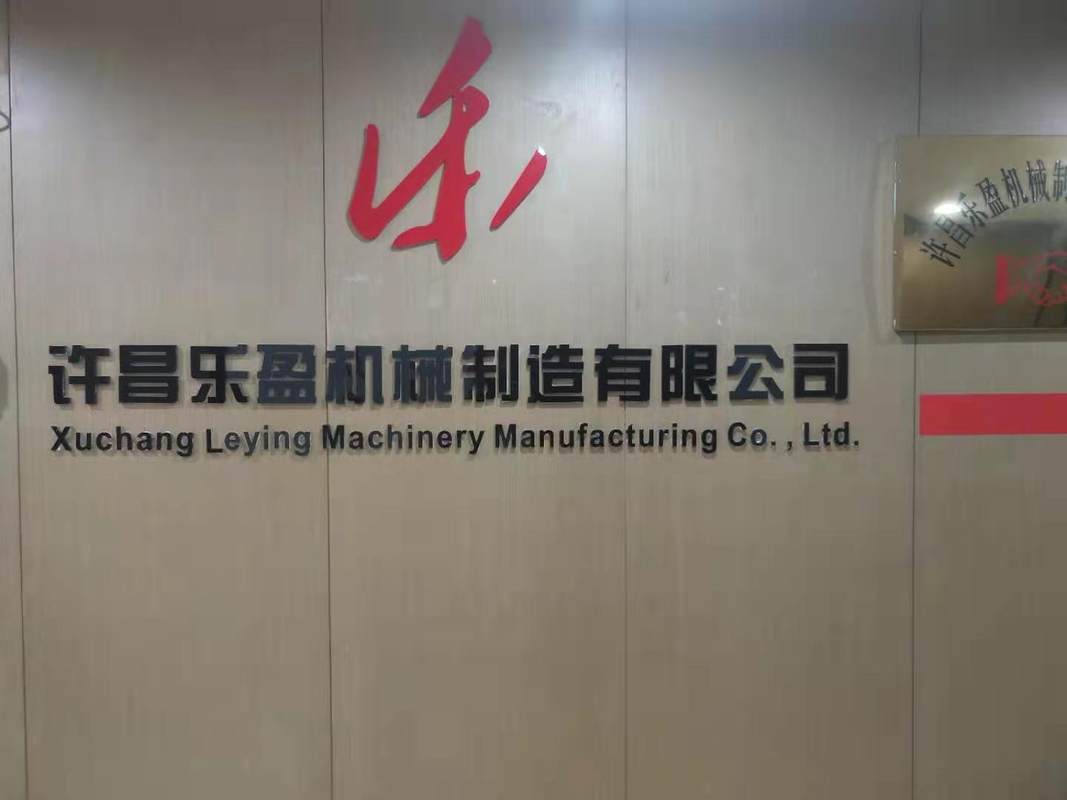 乐
许昌乐盈机械制造有限公司
Xuchang Leying Machinery Manufacturing Co. , Ltd.
许昌乐盈机械制